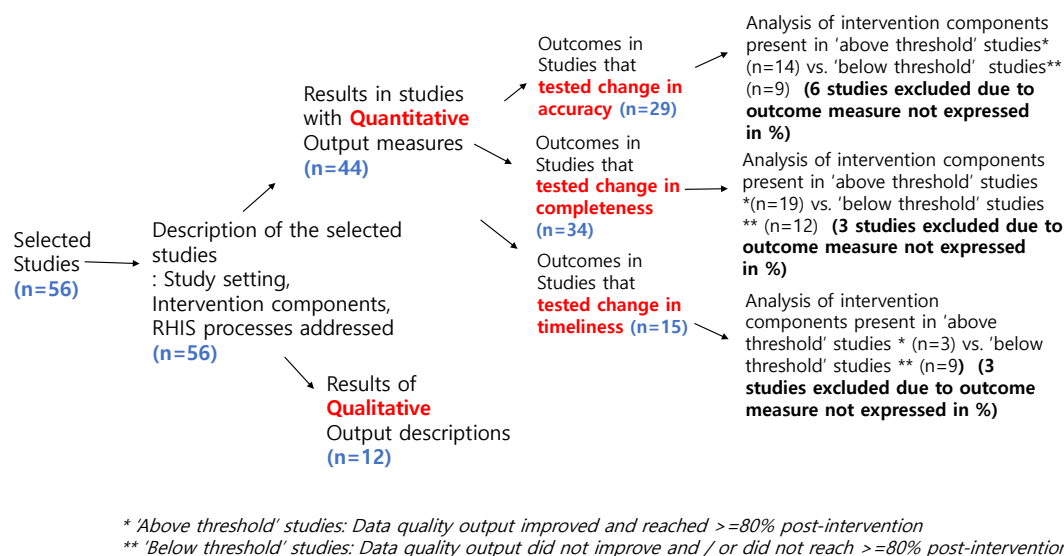 Selected
Studies
(n=56)
Description of the selected
studies
: Study setting,
Intervention components,
RHIS processes addressed
(n=56)
Results in studies
with Quantitative
Output measures
(n=44)
Results of
Qualitative
Output descriptions
(n=12)
Outcomes in
Studies that
tested change in
accuracy (n=29)
Outcomes in
Studies that
tested change in
completeness
(n=34)
Outcomes in
Studies that
tested change in
timeliness (n=15)
Analysis of intervention components
present in 'above threshold' studies*
(n=14) vs. 'below threshold' studies**
(n=9) (6 studies excluded due to
outcome measure not expressed
in %)
Analysis of intervention components
present in 'above threshold' studies
*(n=19) vs. 'below threshold' studies
** (n=12) (3 studies excluded due to
outcome measure not expressed
in %)
Analysis of intervention
components present in 'above
threshold' studies * (n=3) vs. 'below
threshold' studies ** (n=9) (3
studies excluded due to outcome
measure not expressed in %)
* 'Above threshold' studies: Data quality output improved and reached >=80% post-intervention
** 'Below threshold' studies: Data quality output did not improve and / or did not reach >=80% post-intervention